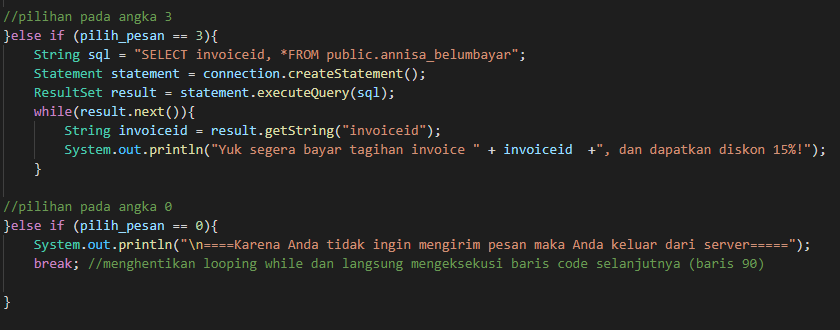 //pilihan pada angka 3
}else if (pilih_pesan == 3){
    String sql = "SELECT invoiceid, *FROM public.annisa_belumbayar";
    Statement statement = connection.createStatement();
    ResultSet result = statement.executeQuery(sql);
    while(result.next()){
        String invoiceid = result.getString("invoiceid");
        System.out.println("Yuk segera bayar tagihan invoice " + invoiceid  +", dan dapatkan diskon 15%!");
    }
//pilihan pada angka 0
}else if (pilih_pesan == 0){
    System.out.println("\n====Karena Anda tidak ingin mengirim pesan maka Anda keluar dari server=====");
    break; //menghentikan looping while dan langsung mengeksekusi baris code selanjutnya (baris 90)
}